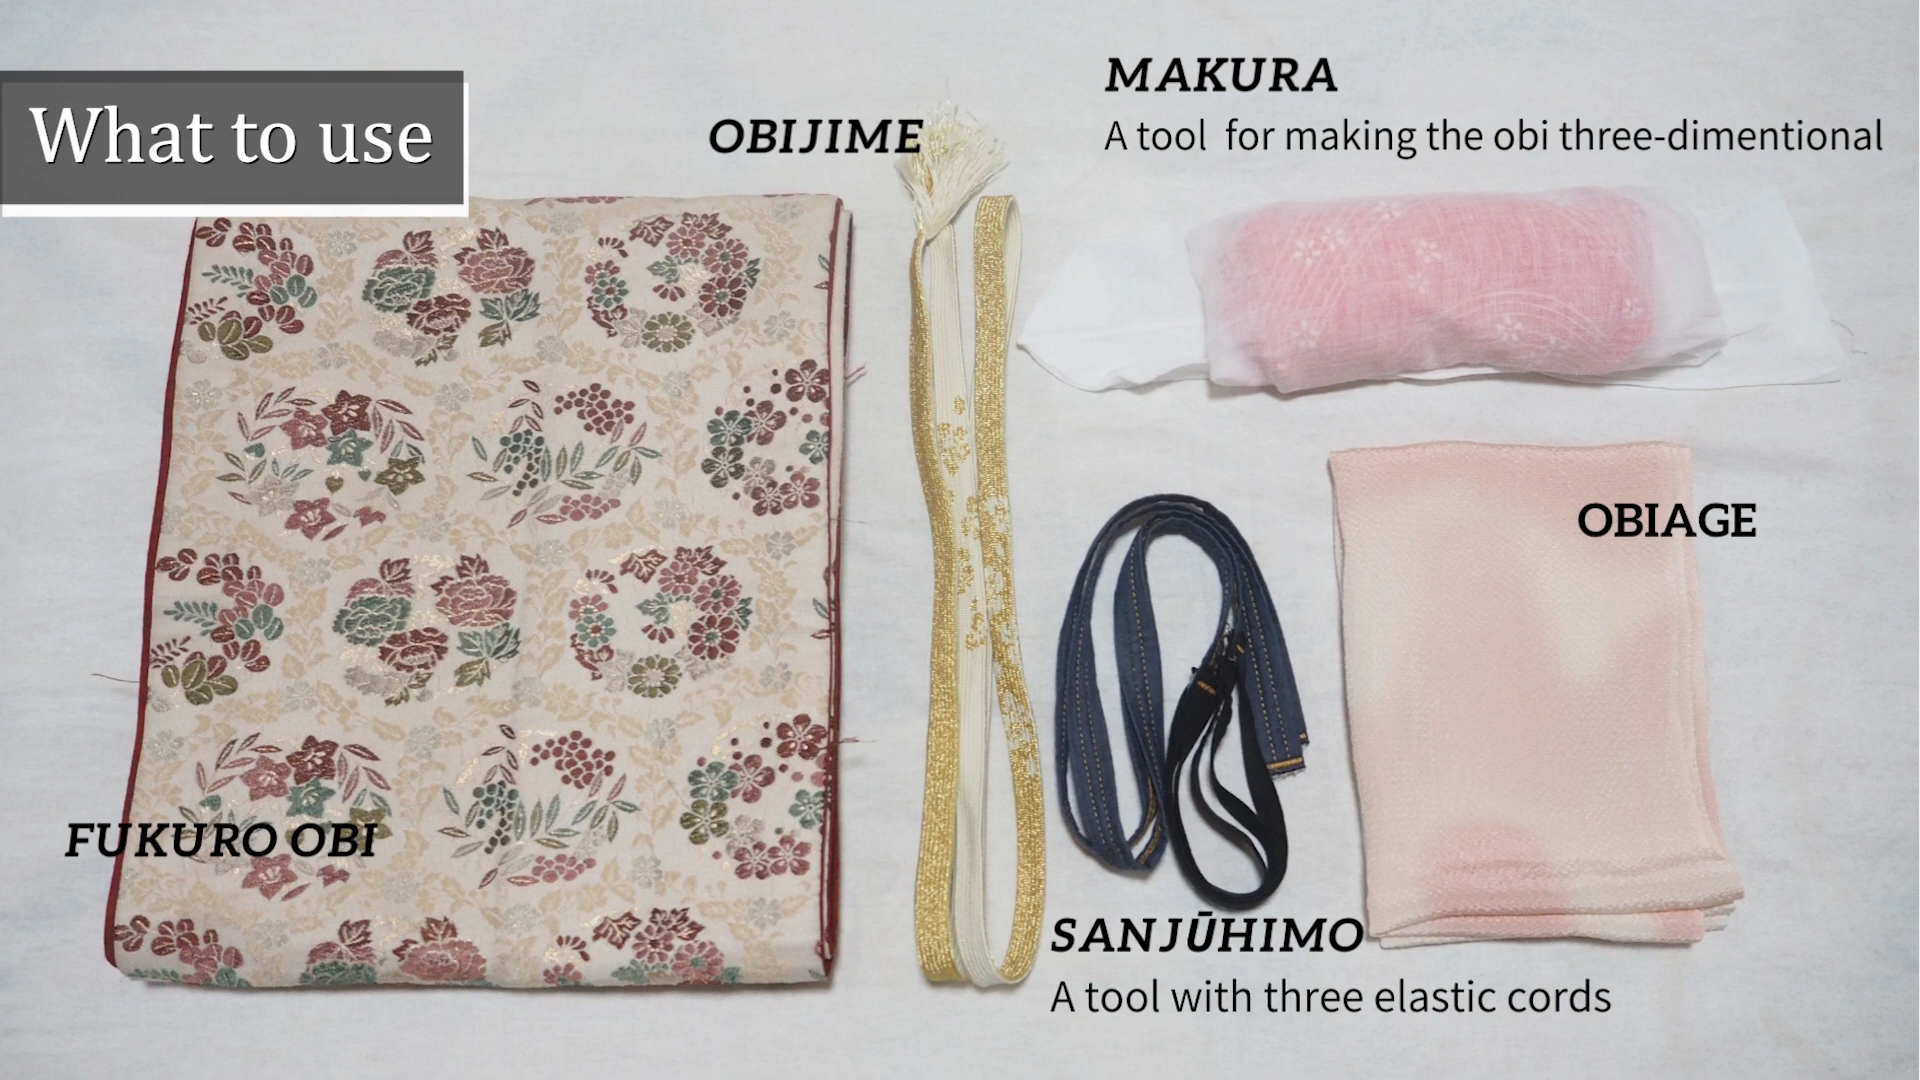 What to use
OBIJIME
MAKURA
A tool for making the obi three-dimentional
OBIAGE
FUKURO OBI
SANJŪHIMO
A tool with three elastic cords